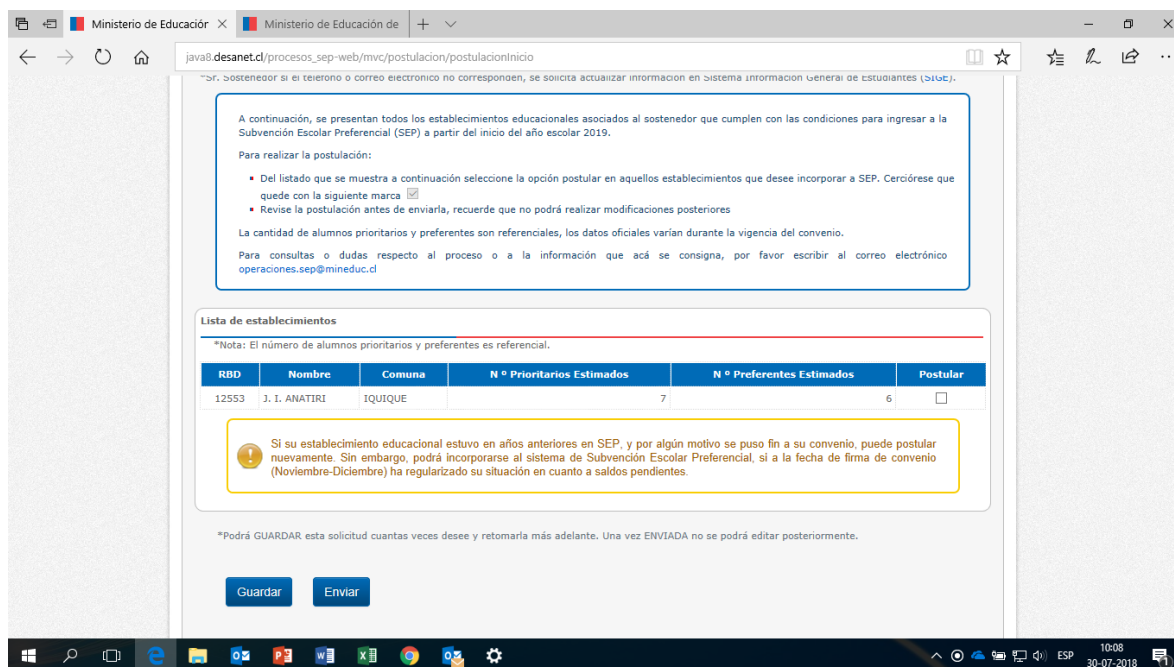 Ministerio de Educación
Ministerio de Educación de
java8.desanet.cl/procesos_sep-web/mvc/postulacion/postulacionInicio
*Sr. Sostenedor si el teléfono o correo electrónico no corresponden, se solicita actualizar información en Sistema Información General de Estudiantes (SIGE).
A continuación, se presentan todos los establecimientos educacionales asociados al sostenedor que cumplen con las condiciones para ingresar a la
Subvención Escolar Preferencial (SEP) a partir del inicio del año escolar 2019.
Para realizar la postulación:
Del listado que se muestra a continuación seleccione la opción postular en aquellos establecimientos que desee incorporar a SEP. Cerciórese que
quede con la siguiente marca
Revise la postulación antes de enviarla, recuerde que no podrá realizar modificaciones posteriores
La cantidad de alumnos prioritarios y preferentes son referenciales, los datos oficiales varían durante la vigencia del convenio.
Para consultas o dudas respecto al proceso o a la información que acá se consigna, por favor escribir al correo electrónico
operaciones.sep@mineduc.cl
Lista de establecimientos
*Nota: El número de alumnos prioritarios y preferentes es referencial.
RBD Nombre Comuna N º Prioritarios Estimados N º Preferentes Estimados Postular
12553 J. I. ANATIRI IQUIQUE 7 6
Si su establecimiento educacional estuvo en años anteriores en SEP, y por algún motivo se puso fin a su convenio, puede postular
nuevamente. Sin embargo, podrá incorporarse al sistema de Subvención Escolar Preferencial, si a la fecha de firma de convenio
(Noviembre-Diciembre) ha regularizado su situación en cuanto a saldos pendientes.
*Podrá GUARDAR esta solicitud cuantas veces desee y retomarla más adelante. Una vez ENVIADA no se podrá editar posteriormente.
Guardar Enviar
ESP
10:08
30-07-2018